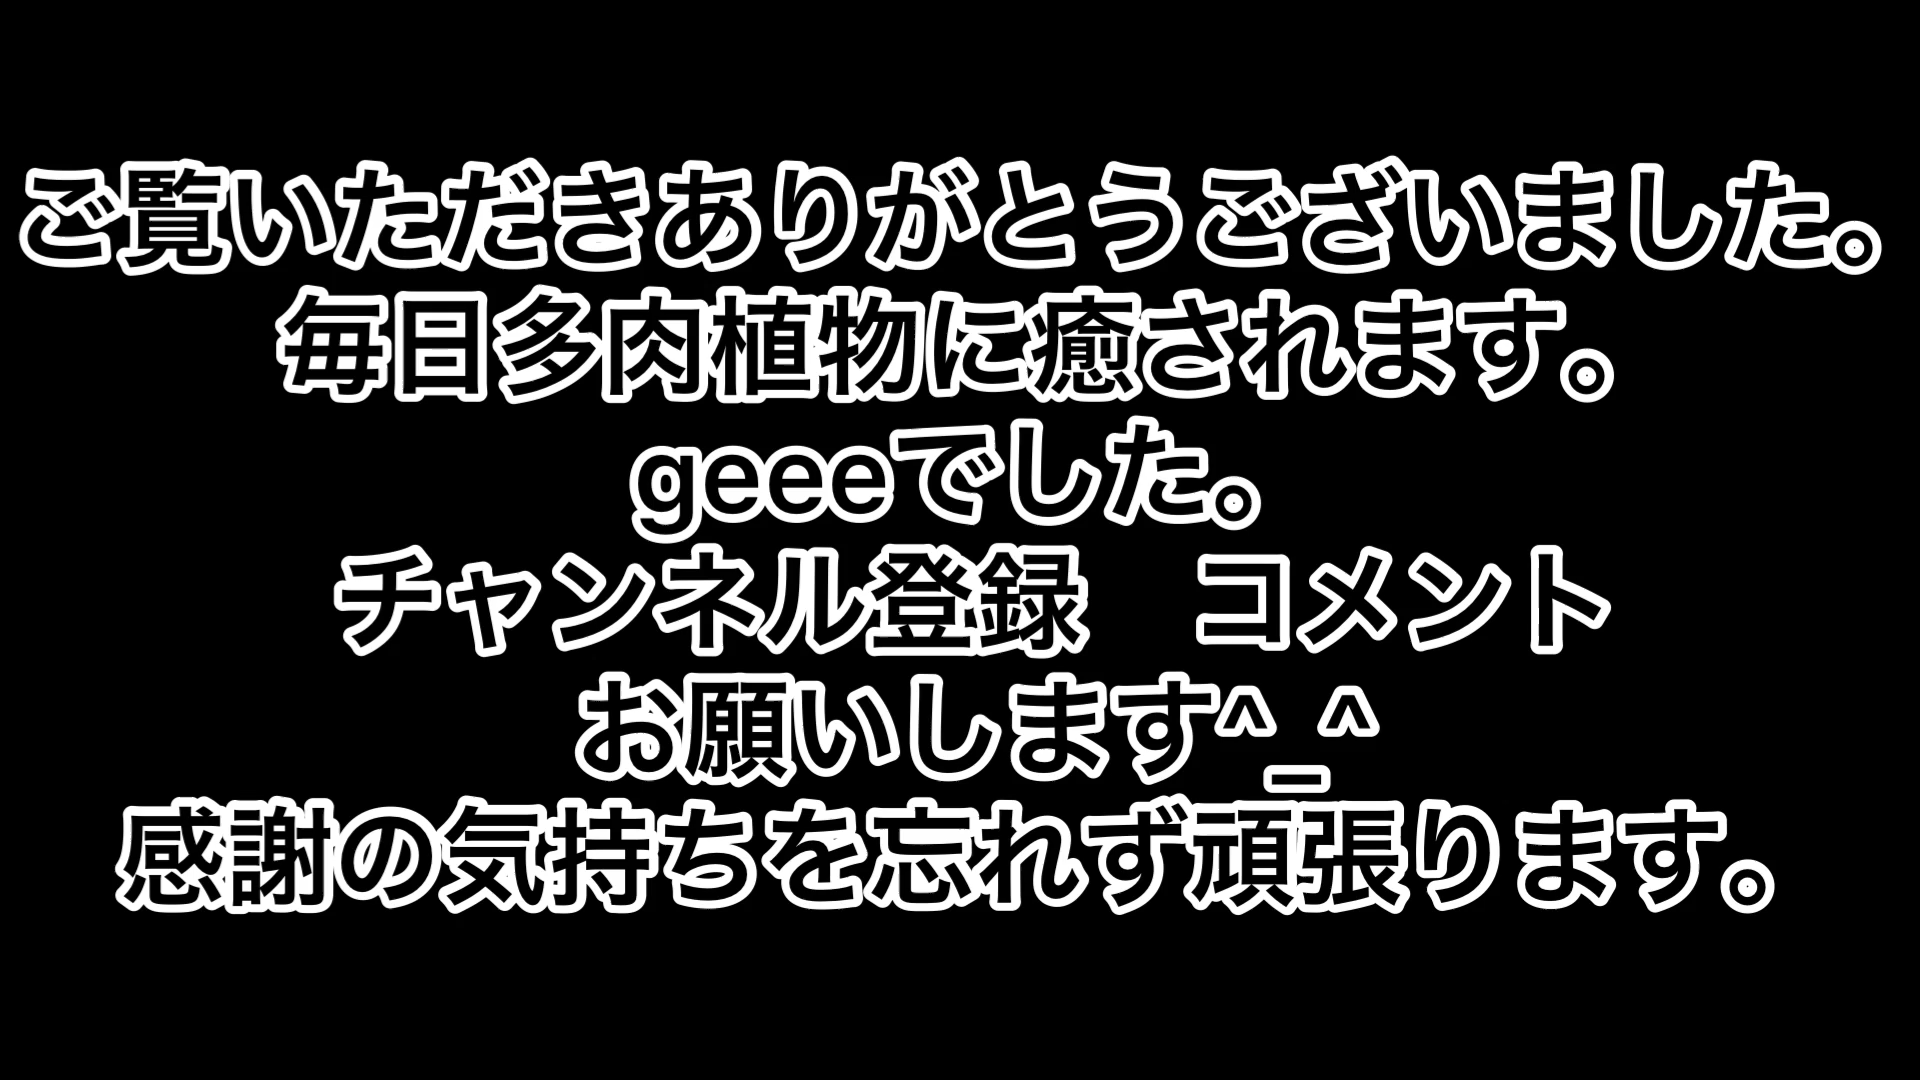 ご覧いただきありがとうございました。
毎日多肉植物に癒されます。
geeeでした。
チャンネル登録　コメント
お願いします^_^
感謝の気持ちを忘れず頑張ります。